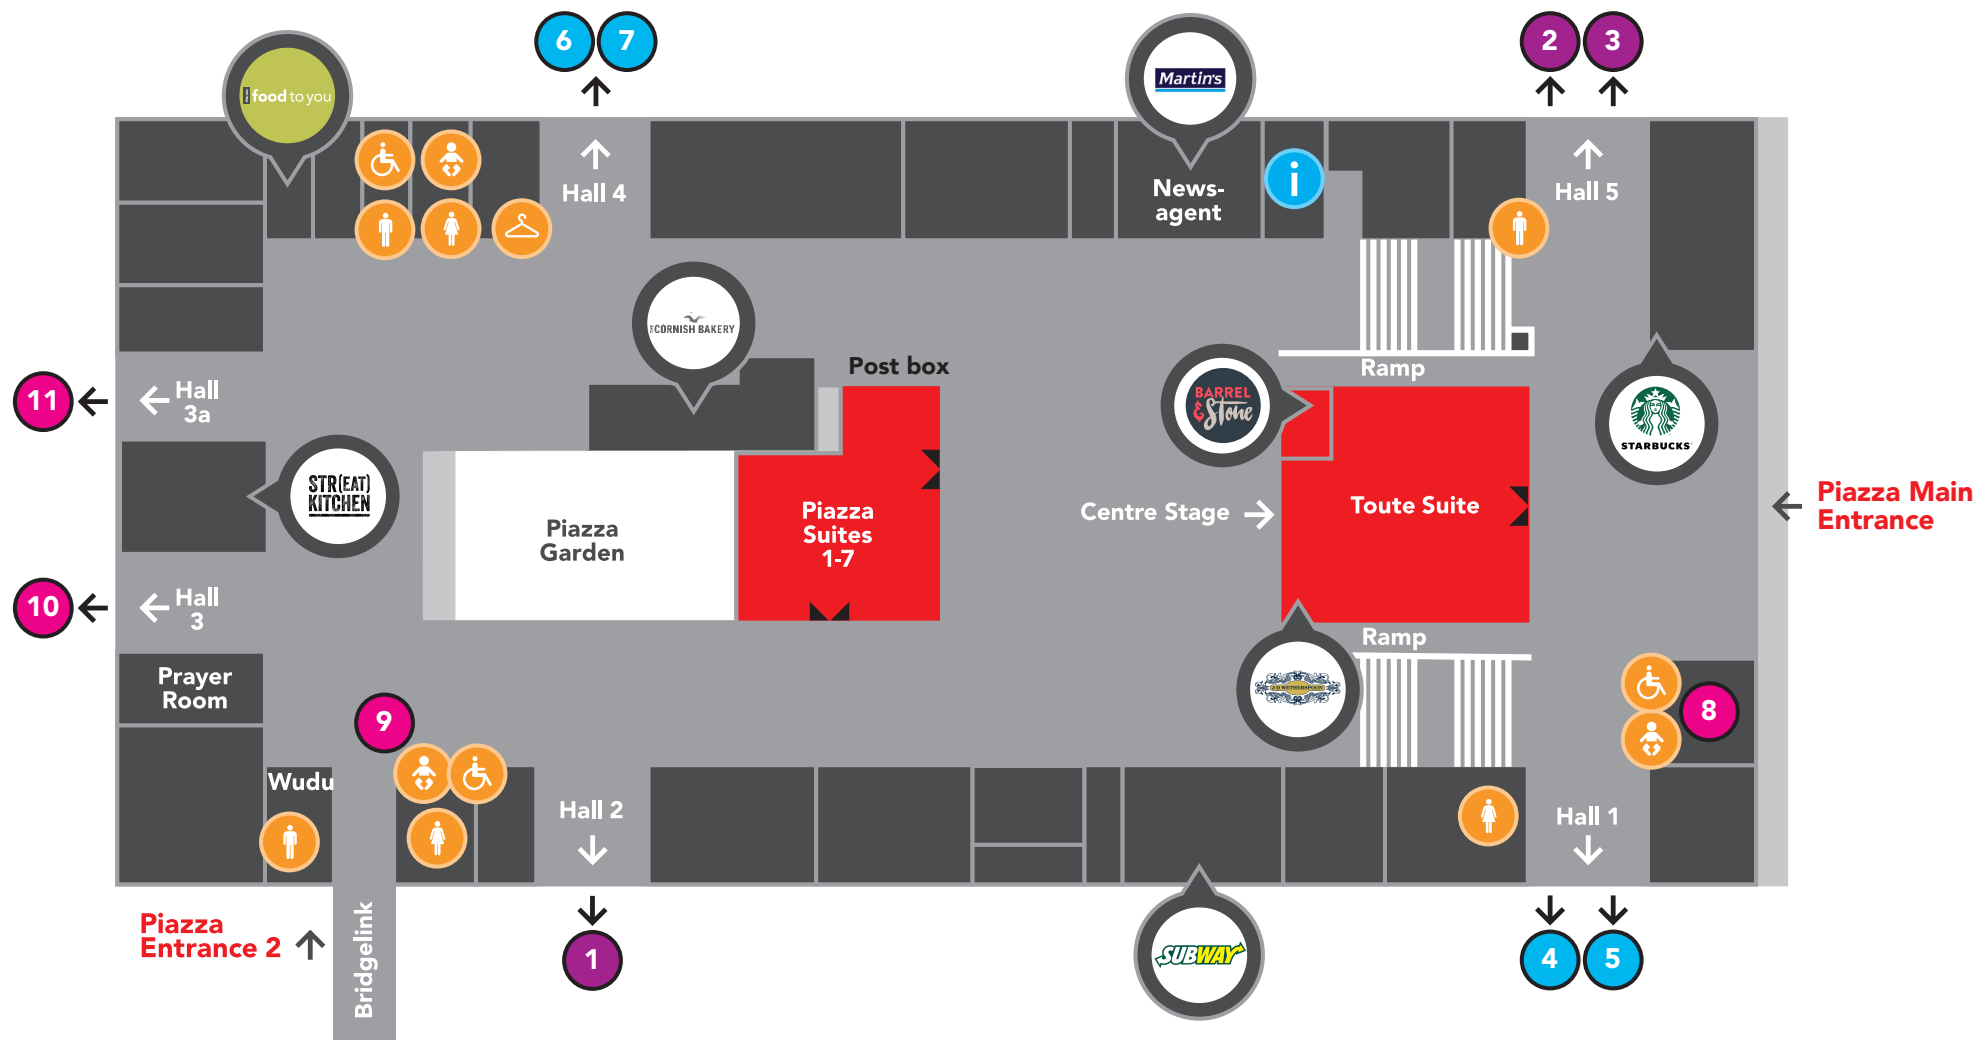 6
7
2
3
food to you
Martin's
Hall 4
News-
agent
i
Hall 5
THE CORNISH BAKERY
Post box
Ramp
11
Hall
3a
BARREL
& Stone
STARBUCKS
STR(EAT)
KITCHEN
Piazza
Garden
Piazza
Suites
1-7
Centre Stage
Toute Suite
Piazza Main
Entrance
10
Hall
3
Ramp
Prayer
Room
9
J D WETHERSPOON
8
Wudu
Hall 2
Hall 1
Piazza
Entrance 2
Bridgelink
1
SUBWAY
4
5